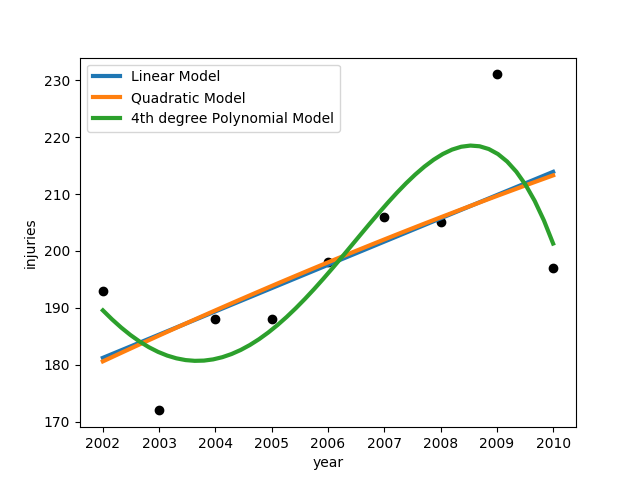 Linear Model
Quadratic Model
4th degree Polynomial Model
230
220
210
200
190
180
170
injuries
2002 2003 2004 2005 2006 2007 2008 2009 2010
year